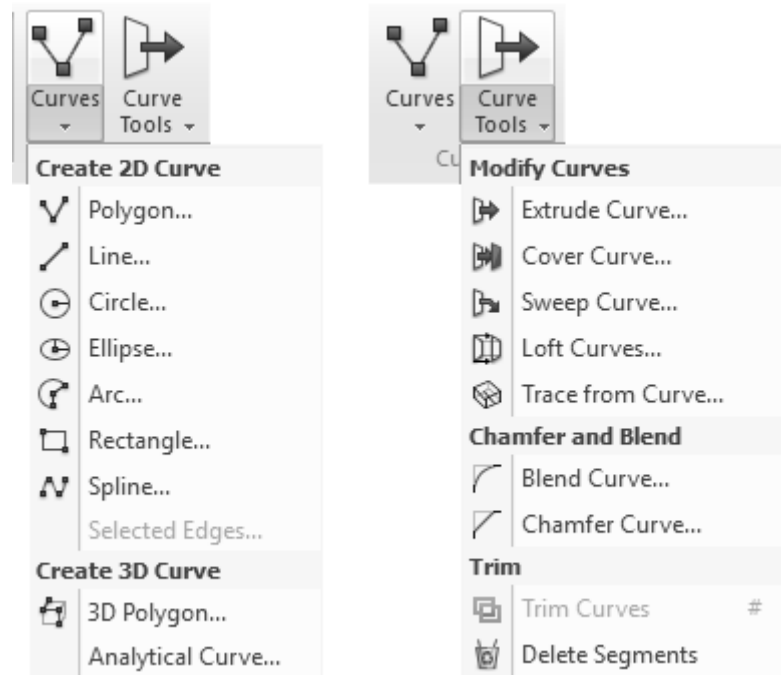 Curves
Curve
Tools
Create 2D Curve
Polygon...
Line...
Circle...
Ellipse...
Arc...
Rectangle...
Spline...
Selected Edges...
Create 3D Curve
3D Polygon...
Analytical Curve...
Curves
Curve
Tools
Cu
Modify Curves
Extrude Curve...
Cover Curve...
Sweep Curve...
Loft Curves...
Trace from Curve...
Chamfer and Blend
Blend Curve...
Chamfer Curve...
Trim
Trim Curves #
Delete Segments